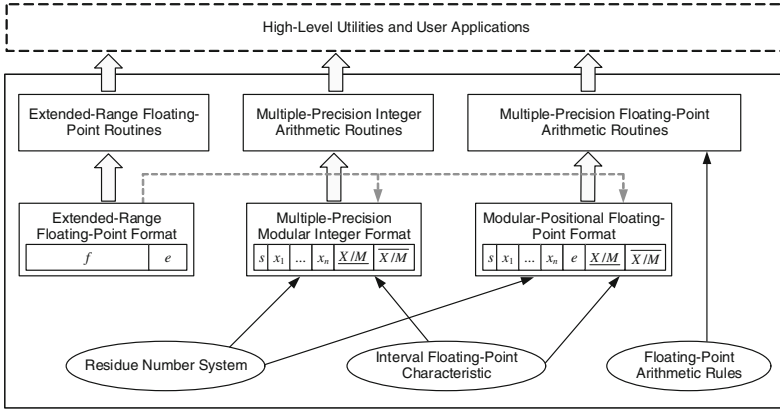 High-Level Utilities and User Applications
Extended-Range Floating-
Point Routines
Multiple-Precision Integer
Arithmetic Routines
Multiple-Precision Floating-Point
Arithmetic Routines
Extended-Range
Floating-Point Format
f e
Multiple-Precision
Modular Integer Format
s x₁ ... xₙ X/M X/M
Modular-Positional Floating-
Point Format
s x₁ ... xₙ e X/M X/M
Residue Number System
Interval Floating-Point
Characteristic
Floating-Point
Arithmetic Rules